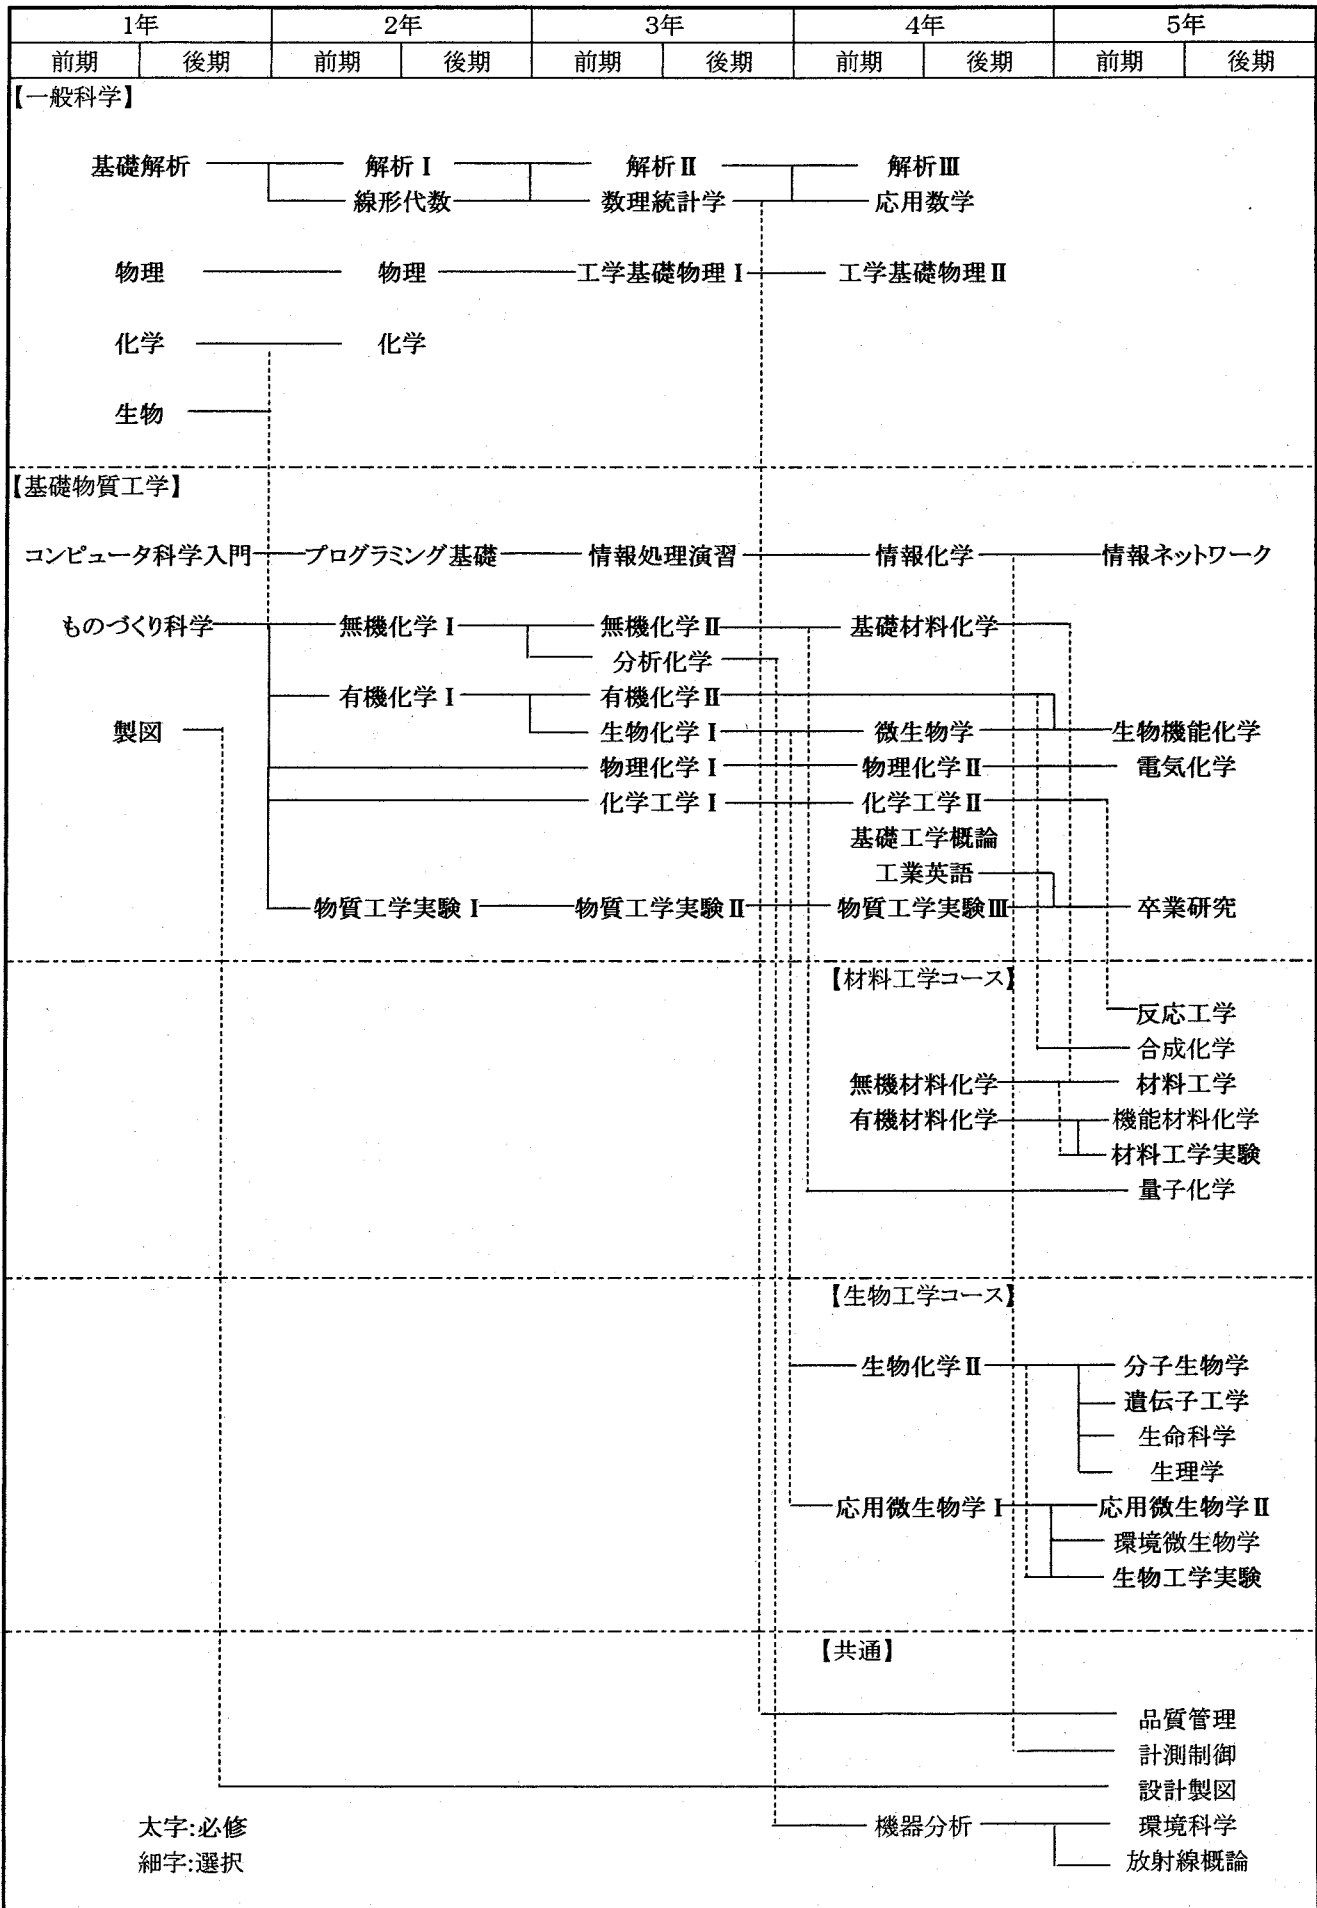 1年 2年 3年 4年 5年
前期 後期 前期 後期 前期 後期 前期 後期 前期 後期
【一般科学】
基礎解析 解析Ⅰ 解析Ⅱ 解析Ⅲ
線形代数 数理統計学 応用数学
物理 物理 工学基礎物理Ⅰ 工学基礎物理Ⅱ
化学 化学
生物
【基礎物質工学】
コンピュータ科学入門 プログラミング基礎 情報処理演習 情報化学 情報ネットワーク
ものづくり科学 無機化学Ⅰ 無機化学Ⅱ 基礎材料化学
分析化学
有機化学Ⅰ 有機化学Ⅱ
製図 生物化学Ⅰ 微生物学 生物機能化学
物理化学Ⅰ 物理化学Ⅱ 電気化学
化学工学Ⅰ 化学工学Ⅱ
基礎工学概論
工業英語
物質工学実験Ⅰ 物質工学実験Ⅱ 物質工学実験Ⅲ 卒業研究
【材料工学コース】
反応工学
合成化学
無機材料化学 材料工学
有機材料化学 機能材料化学
材料工学実験
量子化学
【生物工学コース】
生物化学Ⅱ 分子生物学
遺伝子工学
生命科学
生理学
応用微生物学Ⅰ 応用微生物学Ⅱ
環境微生物学
生物工学実験
【共通】
品質管理
計測制御
設計製図
太字:必修 機器分析 環境科学
細字:選択 放射線概論